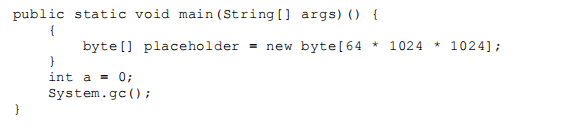 public static void main(String[] args)() {
    {
        byte[] placeholder = new byte[64 * 1024 * 1024];
    }
    int a = 0;
    System.gc();
}